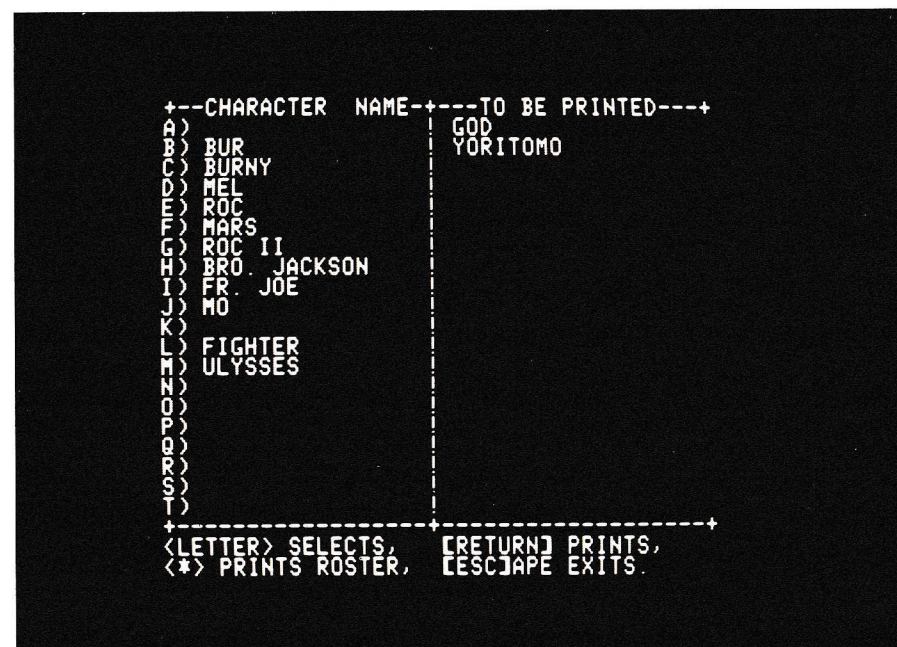 +--CHARACTER  NAME-+---TO BE PRINTED---+
A)                 ! GOD
B) BUR             ! YORITOMO
C) BURNY           !
D) MEL             !
E) ROC             !
F) MARS            !
G) ROC II          !
H) BRO. JACKSON    !
I) FR. JOE         !
J) MO              !
K)                 !
L) FIGHTER         !
M) ULYSSES         !
N)                 !
O)                 !
P)                 !
Q)                 !
R)                 !
S)                 !
T)                 !
+------------------+-------------------+
<LETTER> SELECTS,  [RETURN] PRINTS,
<*> PRINTS ROSTER, [ESC]APE EXITS.